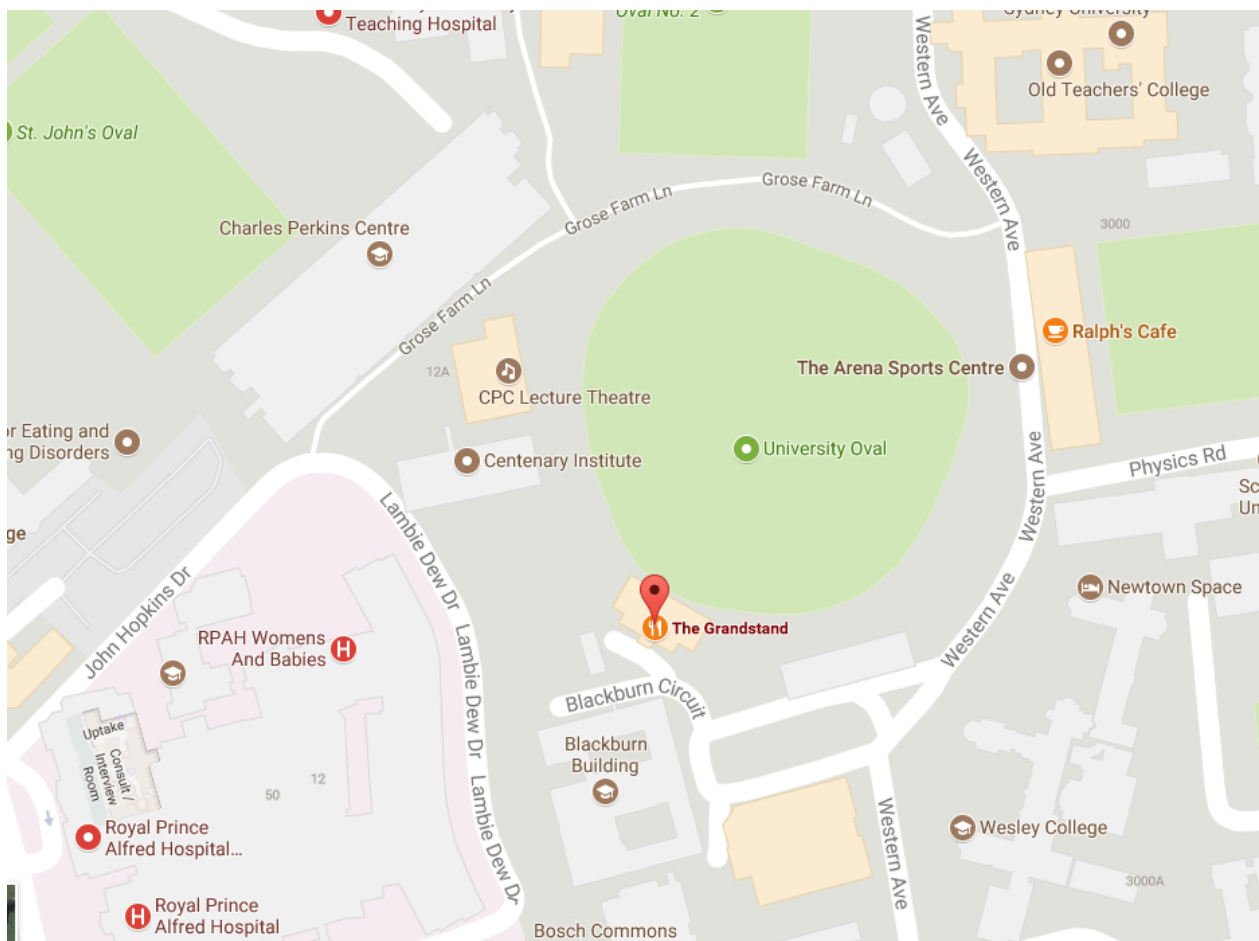 Teaching Hospital
Oval No. 2
Western Ave
Sydney University
Old Teachers' College
St. John's Oval
Western Ave
Grose Farm Ln
Grose Farm Ln
3000
Charles Perkins Centre
Grose Farm Ln
Ralph's Cafe
12A
The Arena Sports Centre
CPC Lecture Theatre
or Eating and
ng Disorders
Centenary Institute
University Oval
Western Ave
Physics Rd
Sc
Un
ge
Lambie Dew Dr
John Hopkins Dr
Western Ave
Newtown Space
RPAH Womens
And Babies
The Grandstand
Lambie Dew Dr
Blackburn Circuit
Uptake
Consult /
Interview
Room
Blackburn
Building
12
50
Lambie Dew Dr
Western Ave
Royal Prince
Alfred Hospital...
Wesley College
3000A
Royal Prince
Alfred Hospital
Bosch Commons